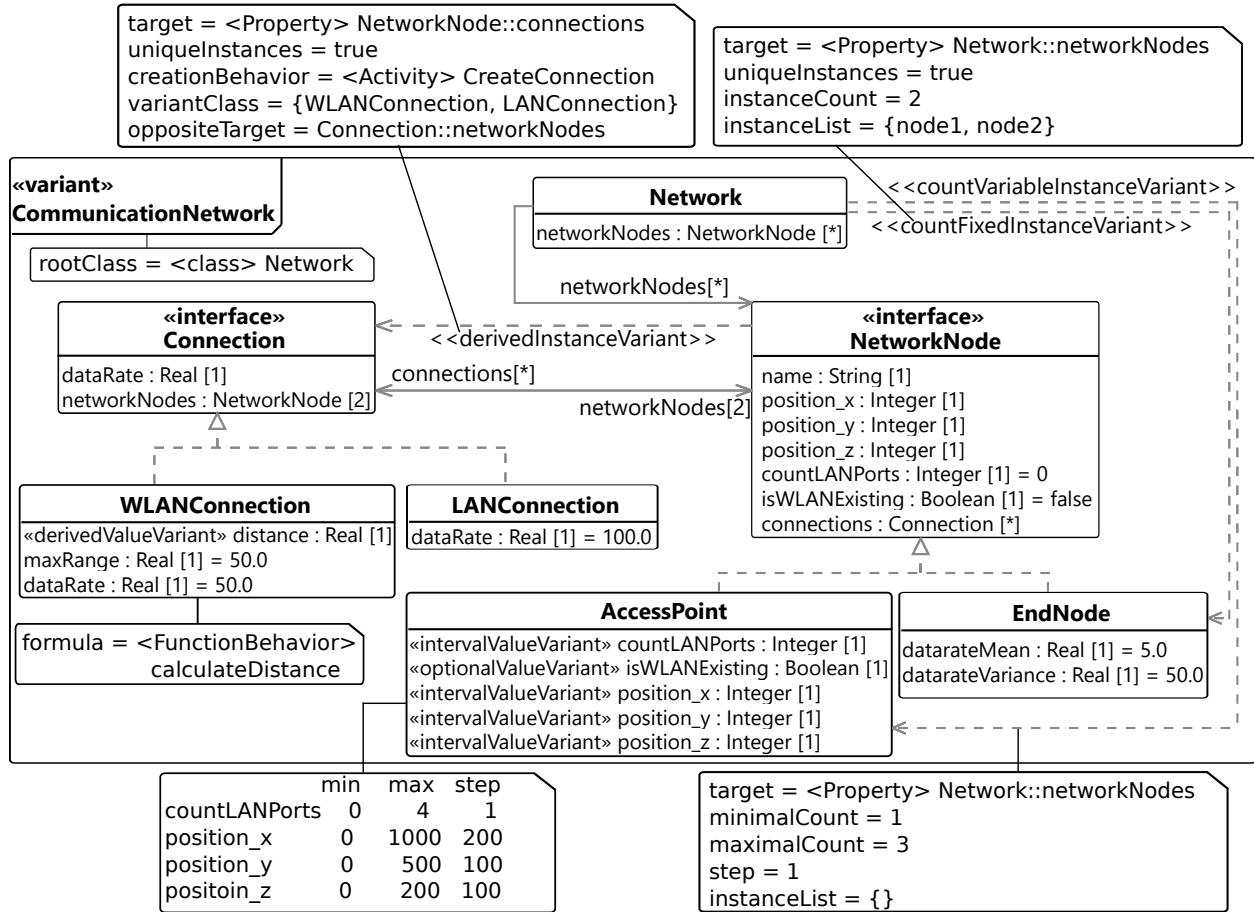 target = <Property> NetworkNode::connections
uniqueInstances = true
creationBehavior = <Activity> CreateConnection
variantClass = {WLANConnection, LANConnection}
oppositeTarget = Connection::networkNodes
target = <Property> Network::networkNodes
uniqueInstances = true
instanceCount = 2
instanceList = {node1, node2}
«variant»
CommunicationNetwork
rootClass = <class> Network
Network
networkNodes : NetworkNode [*]
<<countVariableInstanceVariant>>
<<countFixedInstanceVariant>>
networkNodes[*]
«interface»
Connection
dataRate : Real [1]
networkNodes : NetworkNode [2]
<<derivedInstanceVariant>>
connections[*]
networkNodes[2]
«interface»
NetworkNode
name : String [1]
position_x : Integer [1]
position_y : Integer [1]
position_z : Integer [1]
countLANPorts : Integer [1] = 0
isWLANExisting : Boolean [1] = false
connections : Connection [*]
WLANConnection
«derivedValueVariant» distance : Real [1]
maxRange : Real [1] = 50.0
dataRate : Real [1] = 50.0
LANConnection
dataRate : Real [1] = 100.0
formula = <FunctionBehavior>
calculateDistance
AccessPoint
«intervalValueVariant» countLANPorts : Integer [1]
«optionalValueVariant» isWLANExisting : Boolean [1]
«intervalValueVariant» position_x : Integer [1]
«intervalValueVariant» position_y : Integer [1]
«intervalValueVariant» position_z : Integer [1]
EndNode
datarateMean : Real [1] = 5.0
datarateVariance : Real [1] = 50.0
min max step
countLANPorts 0 4 1
position_x 0 1000 200
position_y 0 500 100
positoin_z 0 200 100
target = <Property> Network::networkNodes
minimalCount = 1
maximalCount = 3
step = 1
instanceList = {}